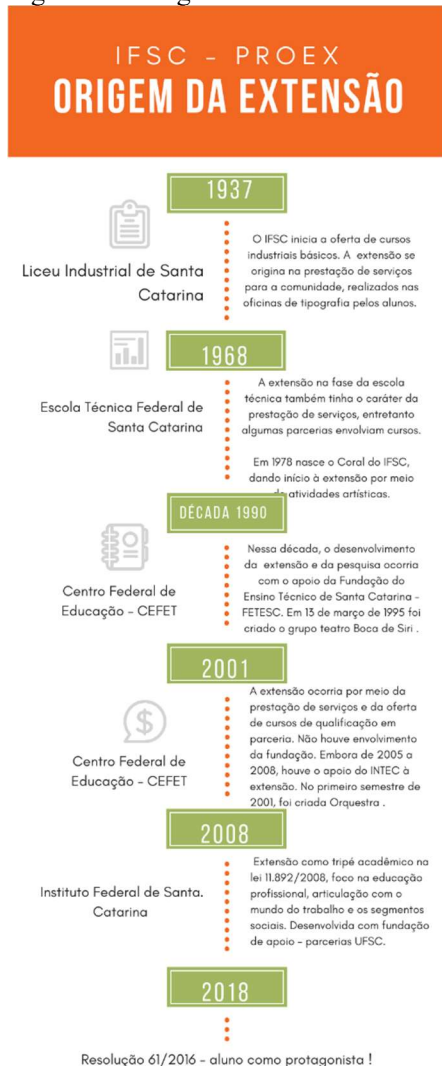 IFSC - PROEX
ORIGEM DA EXTENSÃO
1937
Liceu Industrial de Santa
Catarina
O IFSC inicia a oferta de cursos
industriais básicos. A extensão se
origina na prestação de serviços
para a comunidade, realizados nas
oficinas de tipografia pelos alunos.
1968
Escola Técnica Federal de
Santa Catarina
A extensão na fase da escola
técnica também tinha o caráter da
prestação de serviços, entretanto
algumas parcerias envolviam cursos.
Em 1978 nasce o Coral do IFSC,
dando início à extensão por meio
de atividades artísticas.
DÉCADA 1990
Centro Federal de
Educação - CEFET
Nessa década, o desenvolvimento
da extensão e da pesquisa ocorria
com o apoio da Fundação do
Ensino Técnico de Santa Catarina -
FETESC. Em 13 de março de 1995 foi
criado o grupo teatro Boca de Siri .
2001
Centro Federal de
Educação - CEFET
A extensão ocorria por meio da
prestação de serviços e da oferta
de cursos de qualificação em
parceria. Não houve envolvimento
da fundação. Embora de 2005 a
2008, houve o apoio do INTEC à
extensão. No primeiro semestre de
2001, foi criada Orquestra .
2008
Instituto Federal de Santa.
Catarina
Extensão como tripé acadêmico na
lei 11.892/2008, foco na educação
profissional, articulação com o
mundo do trabalho e os segmentos
sociais. Desenvolvida com fundação
de apoio - parcerias UFSC.
2018
Resolução 61/2016 - aluno como protagonista !